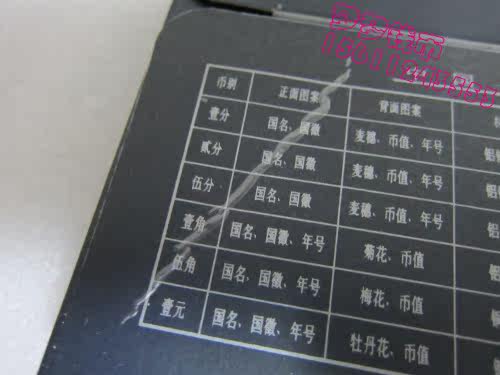 币别 正面图案 背面图案
壹分 国名、国徽 麦穗、币值、年号 铝
贰分 国名、国徽 麦穗、币值、年号 铝
伍分 国名、国徽 麦穗、币值、年号 铝
壹角 国名、国徽、年号 菊花、币值 铝
伍角 国名、国徽、年号 梅花、币值
壹元 国名、国徽、年号 牡丹花、币值